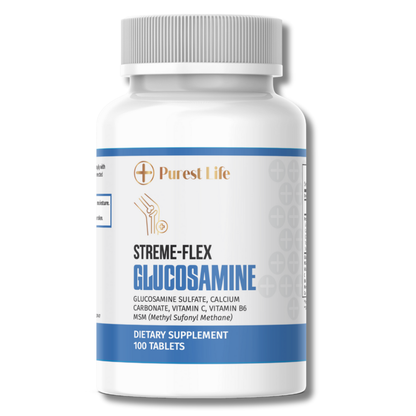 Purest Life
STREME-FLEX
GLUCOSAMINE
GLUCOSAMINE SULFATE, CALCIUM
CARBONATE, VITAMIN C, VITAMIN B6
MSM (Methyl Sufonyl Methane)
DIETARY SUPPLEMENT
100 TABLETS